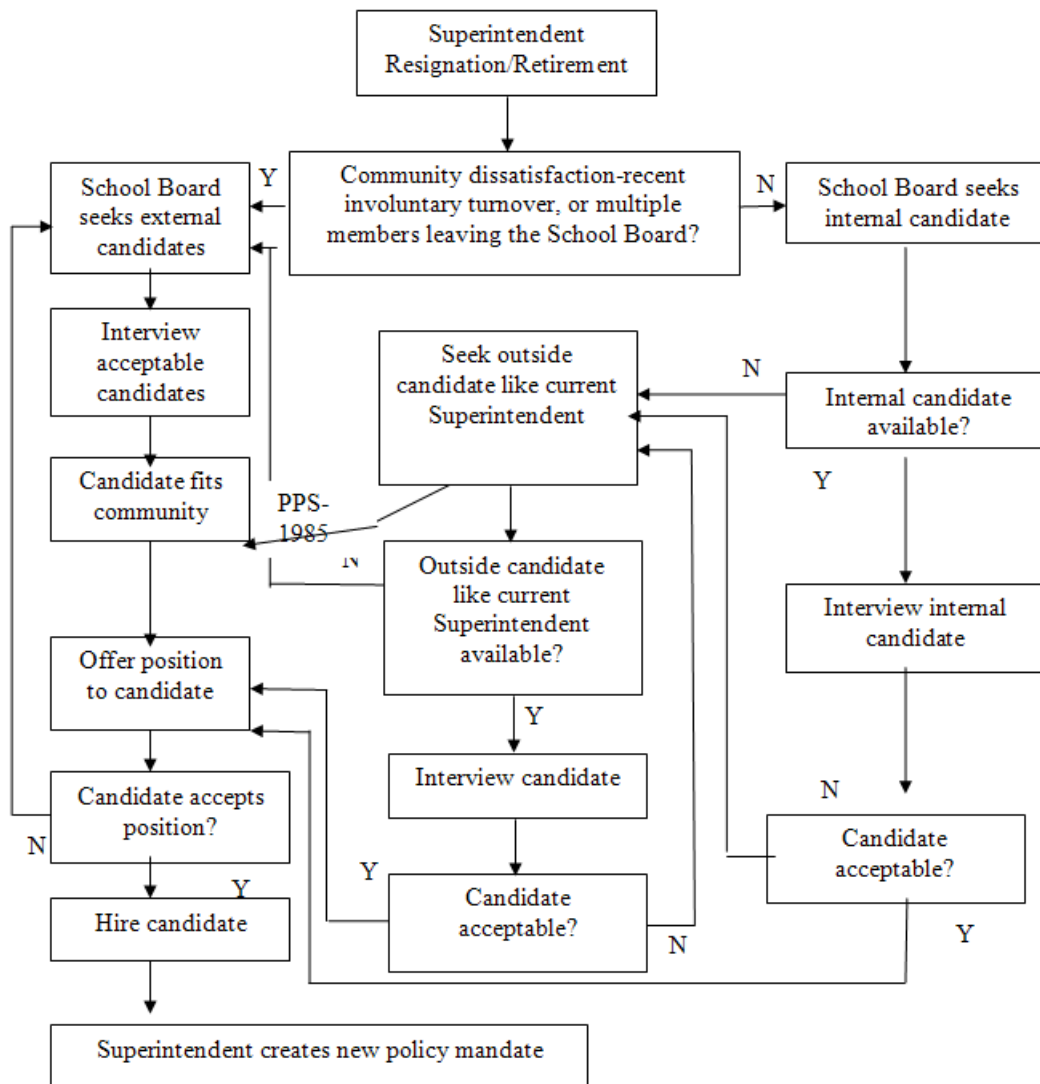 Superintendent
Resignation/Retirement
School Board
seeks external
candidates
Y
Community dissatisfaction-recent
involuntary turnover, or multiple
members leaving the School Board?
N
School Board seeks
internal candidate
Interview
acceptable
candidates
Seek outside
candidate like current
Superintendent
N
Internal candidate
available?
Y
Candidate fits
community
PPS-
1985
N
Outside candidate
like current
Superintendent
available?
Interview internal
candidate
Offer position
to candidate
Y
Interview candidate
Candidate accepts
position?
N
Y
Hire candidate
Y
Candidate
acceptable?
N
N
Candidate
acceptable?
Y
Superintendent creates new policy mandate